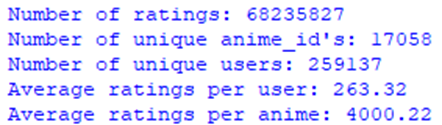 Number of ratings: 68235827
Number of unique anime_id's: 17058
Number of unique users: 259137
Average ratings per user: 263.32
Average ratings per anime: 4000.22